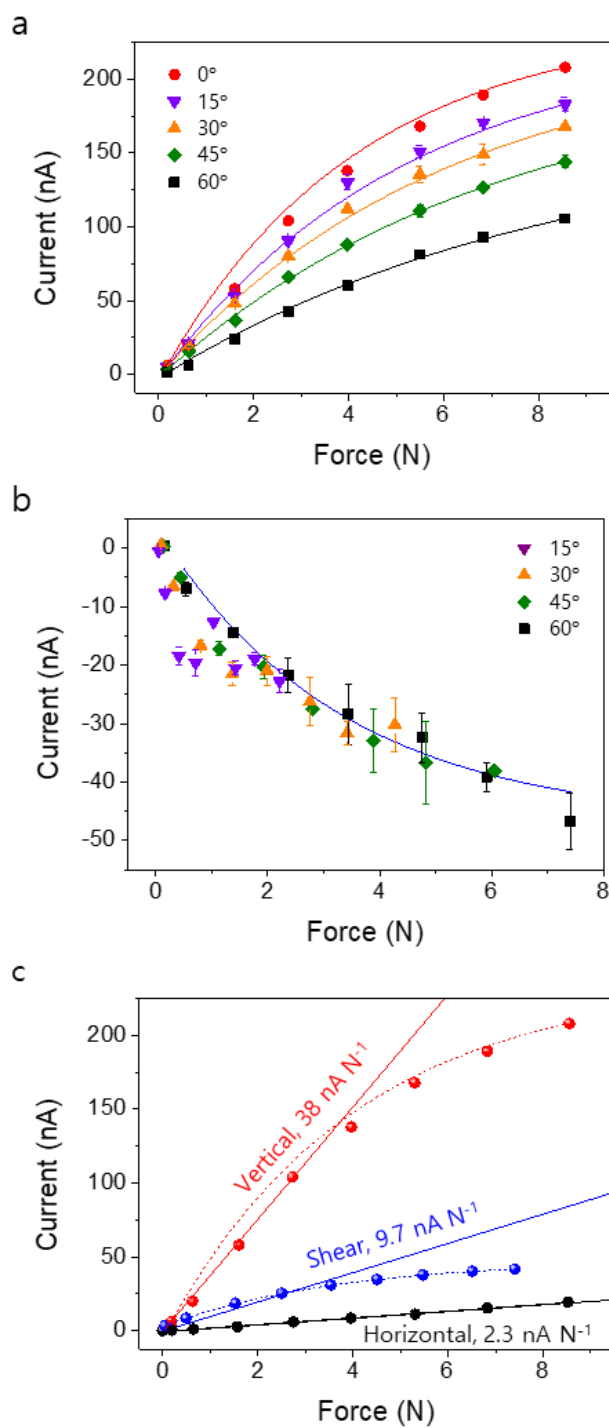 a
200
150
100
50
0
Current (nA)
0°
15°
30°
45°
60°
0 2 4 6 8
Force (N)
b
0
-10
-20
-30
-40
-50
Current (nA)
15°
30°
45°
60°
0 2 4 6 8
Force (N)
c
200
150
100
50
0
Current (nA)
Vertical, 38 nA N⁻¹
Shear, 9.7 nA N⁻¹
Horizontal, 2.3 nA N⁻¹
0 2 4 6 8
Force (N)